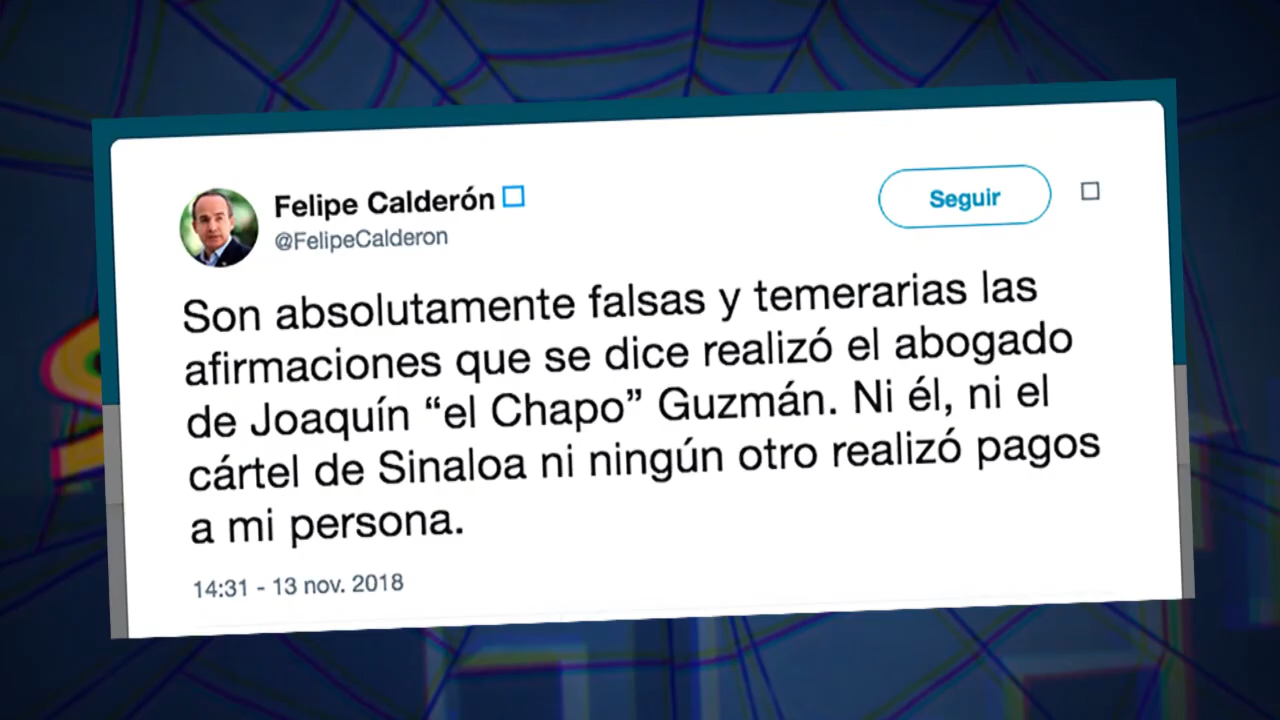 Felipe Calderón
@FelipeCalderon
Seguir
Son absolutamente falsas y temerarias las
afirmaciones que se dice realizó el abogado
de Joaquín “el Chapo” Guzmán. Ni él, ni el
cártel de Sinaloa ni ningún otro realizó pagos
a mi persona.
14:31 - 13 nov. 2018